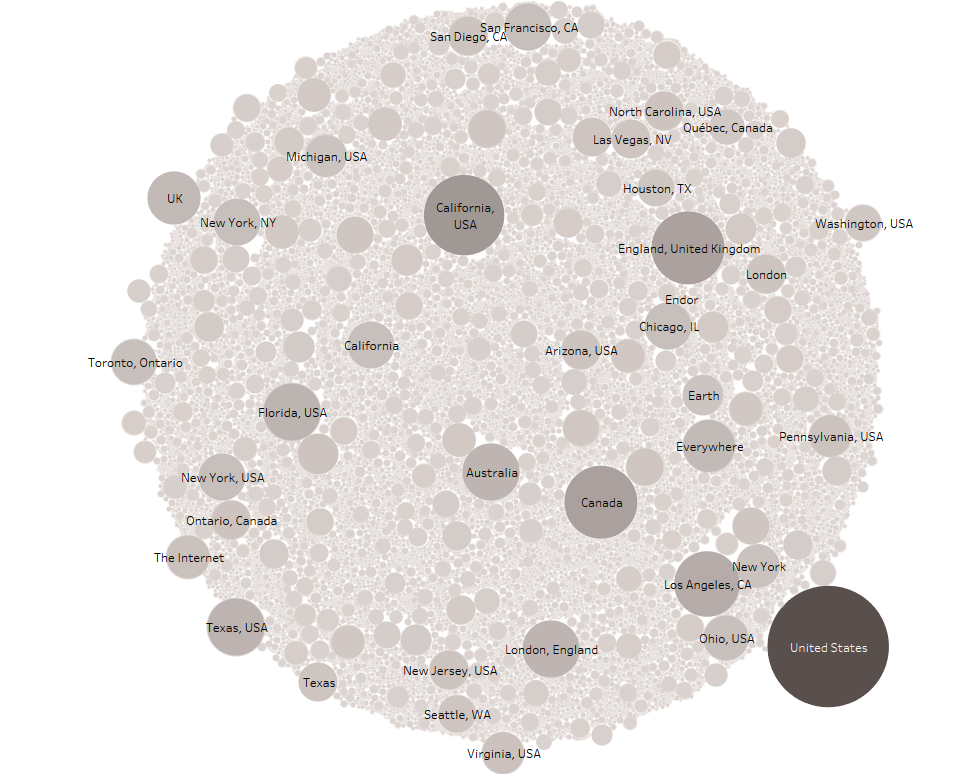 San Francisco, CA
San Diego, CA
North Carolina, USA
Québec, Canada
Las Vegas, NV
Michigan, USA
Houston, TX
UK
California,
USA
New York, NY
Washington, USA
England, United Kingdom
London
Endor
Chicago, IL
California
Arizona, USA
Toronto, Ontario
Earth
Florida, USA
Pennsylvania, USA
Everywhere
Australia
New York, USA
Canada
Ontario, Canada
The Internet
New York
Los Angeles, CA
Texas, USA
Ohio, USA
United States
London, England
New Jersey, USA
Texas
Seattle, WA
Virginia, USA